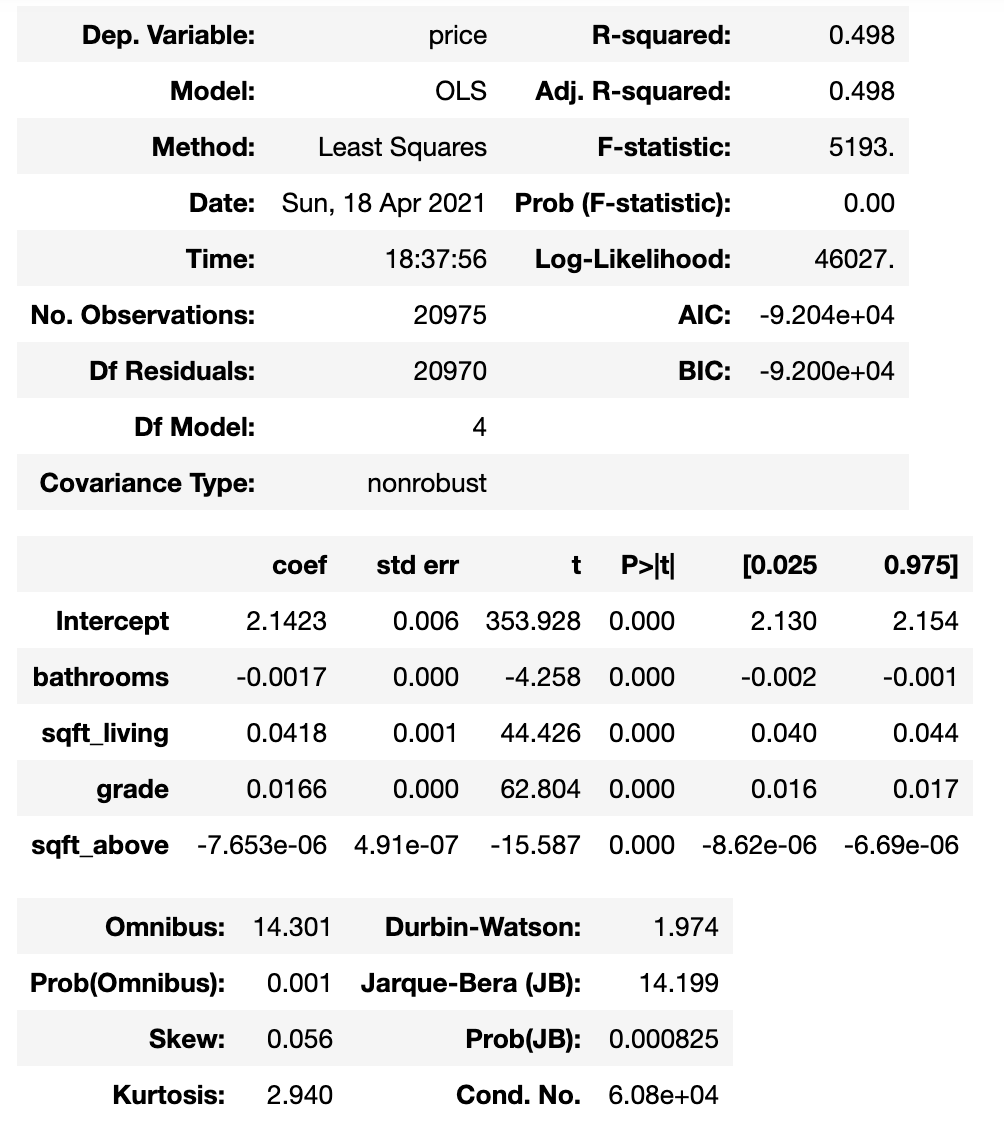 Dep. Variable: price R-squared: 0.498
Model: OLS Adj. R-squared: 0.498
Method: Least Squares F-statistic: 5193.
Date: Sun, 18 Apr 2021 Prob (F-statistic): 0.00
Time: 18:37:56 Log-Likelihood: 46027.
No. Observations: 20975 AIC: -9.204e+04
Df Residuals: 20970 BIC: -9.200e+04
Df Model: 4
Covariance Type: nonrobust
coef std err t P>|t| [0.025 0.975]
Intercept 2.1423 0.006 353.928 0.000 2.130 2.154
bathrooms -0.0017 0.000 -4.258 0.000 -0.002 -0.001
sqft_living 0.0418 0.001 44.426 0.000 0.040 0.044
grade 0.0166 0.000 62.804 0.000 0.016 0.017
sqft_above -7.653e-06 4.91e-07 -15.587 0.000 -8.62e-06 -6.69e-06
Omnibus: 14.301 Durbin-Watson: 1.974
Prob(Omnibus): 0.001 Jarque-Bera (JB): 14.199
Skew: 0.056 Prob(JB): 0.000825
Kurtosis: 2.940 Cond. No. 6.08e+04